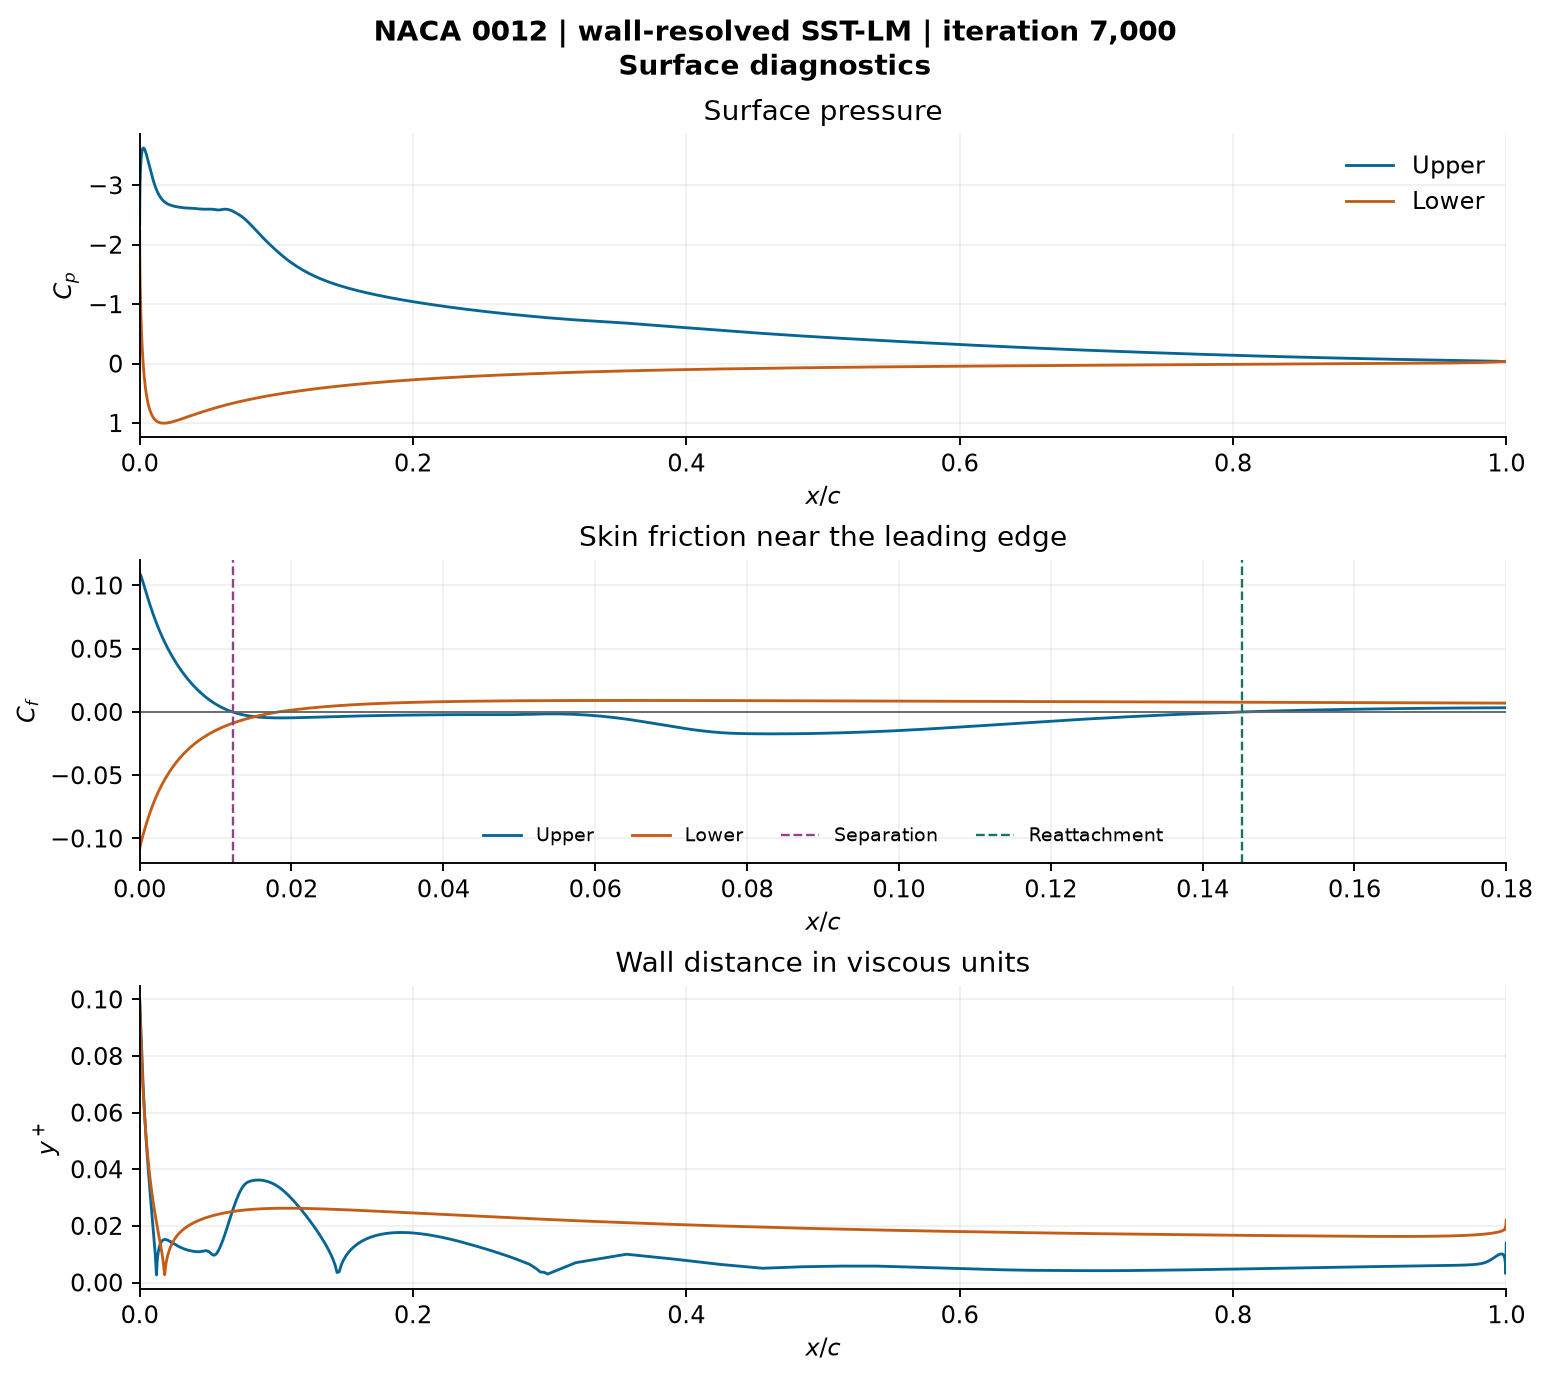 NACA 0012 | wall-resolved SST-LM | iteration 7,000
Surface diagnostics
Surface pressure
Upper
Lower
−3
−2
−1
0
1
Cp
0.0 0.2 0.4 0.6 0.8 1.0
x/c
Skin friction near the leading edge
0.10
0.05
0.00
−0.05
−0.10
Cf
Upper Lower Separation Reattachment
0.00 0.02 0.04 0.06 0.08 0.10 0.12 0.14 0.16 0.18
x/c
Wall distance in viscous units
0.10
0.08
0.06
0.04
0.02
0.00
y+
0.0 0.2 0.4 0.6 0.8 1.0
x/c